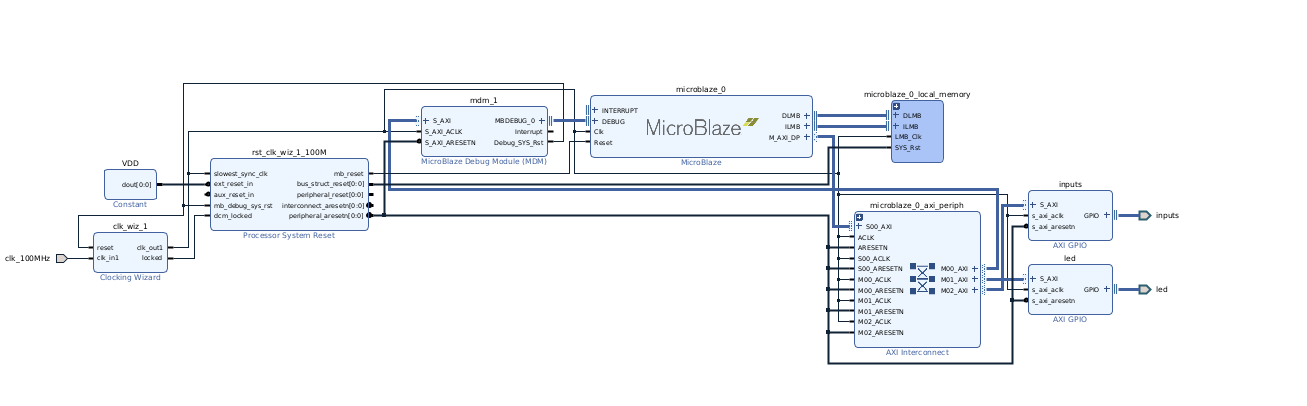 VDD
dout[0:0]
Constant
clk_100MHz
clk_wiz_1
reset
clk_in1
clk_out1
locked
Clocking Wizard
rst_clk_wiz_1_100M
slowest_sync_clk
ext_reset_in
aux_reset_in
mb_debug_sys_rst
dcm_locked
mb_reset
bus_struct_reset[0:0]
peripheral_reset[0:0]
interconnect_aresetn[0:0]
peripheral_aresetn[0:0]
Processor System Reset
mdm_1
S_AXI
S_AXI_ACLK
S_AXI_ARESETN
MBDEBUG_0
Interrupt
Debug_SYS_Rst
MicroBlaze Debug Module (MDM)
microblaze_0
INTERRUPT
DEBUG
Clk
Reset
MicroBlaze
DLMB
ILMB
M_AXI_DP
MicroBlaze
microblaze_0_local_memory
DLMB
ILMB
LMB_Clk
SYS_Rst
microblaze_0_axi_periph
S00_AXI
ACLK
ARESETN
S00_ACLK
S00_ARESETN
M00_ACLK
M00_ARESETN
M01_ACLK
M01_ARESETN
M02_ACLK
M02_ARESETN
M00_AXI
M01_AXI
M02_AXI
AXI Interconnect
inputs
S_AXI
s_axi_aclk
s_axi_aresetn
GPIO
AXI GPIO
inputs
led
S_AXI
s_axi_aclk
s_axi_aresetn
GPIO
AXI GPIO
led